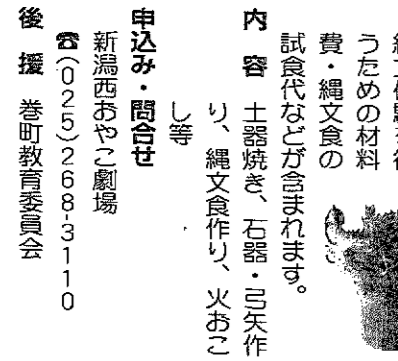 うための材料
費・縄文食の
試食代などが含まれます。
内 容 土器焼き、石器・弓矢作
り、縄文食作り、火おこ
し等
申込み・問合せ
新潟西おやこ劇場
☎(025)268-3110
後 援 巻町教育委員会